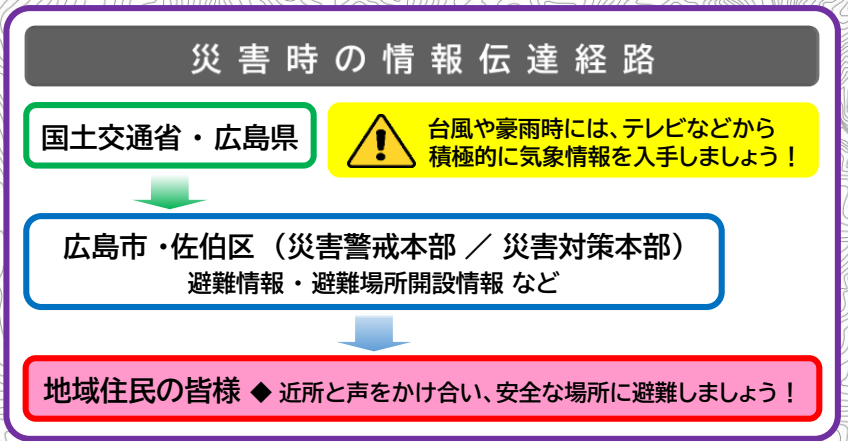 災害時の情報伝達経路
国土交通省・広島県
台風や豪雨時には、テレビなどから
積極的に気象情報を入手しましょう！
広島市・佐伯区（災害警戒本部／災害対策本部）
避難情報・避難場所開設情報 など
地域住民の皆様 ◆ 近所と声をかけ合い、安全な場所に避難しましょう！